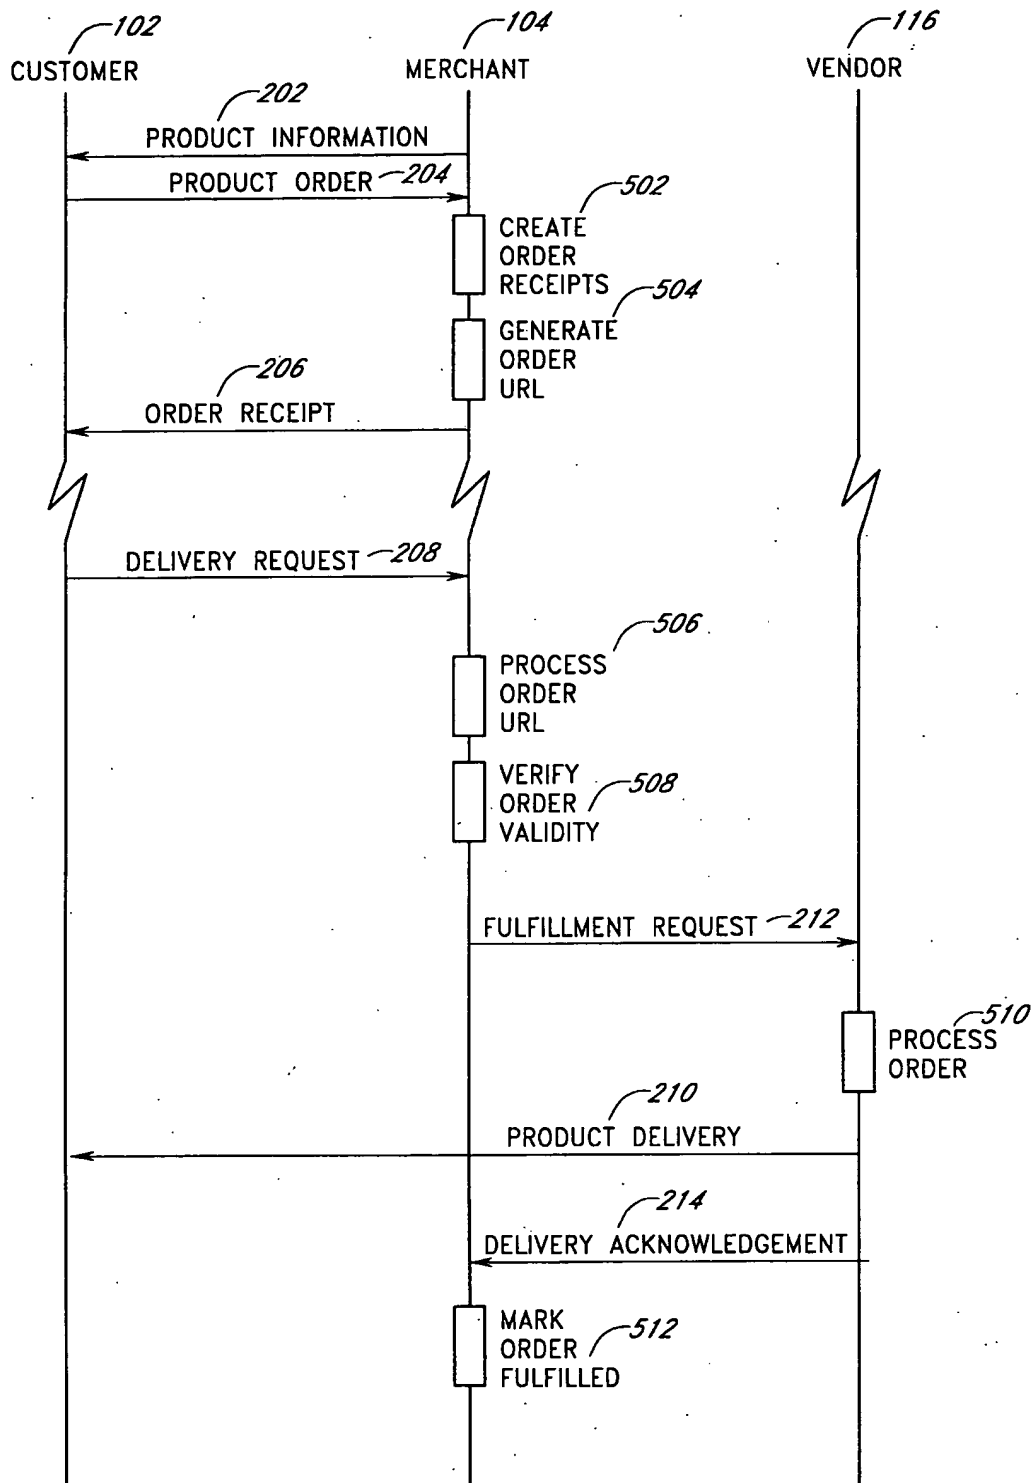 102
104
116
CUSTOMER
MERCHANT
VENDOR
202
PRODUCT INFORMATION
PRODUCT ORDER 204
502
CREATE
ORDER
RECEIPTS
504
GENERATE
ORDER
URL
206
ORDER RECEIPT
DELIVERY REQUEST 208
506
PROCESS
ORDER
URL
VERIFY
ORDER
VALIDITY
508
FULFILLMENT REQUEST 212
510
PROCESS
ORDER
210
PRODUCT DELIVERY
214
DELIVERY ACKNOWLEDGEMENT
MARK
ORDER
FULFILLED
512